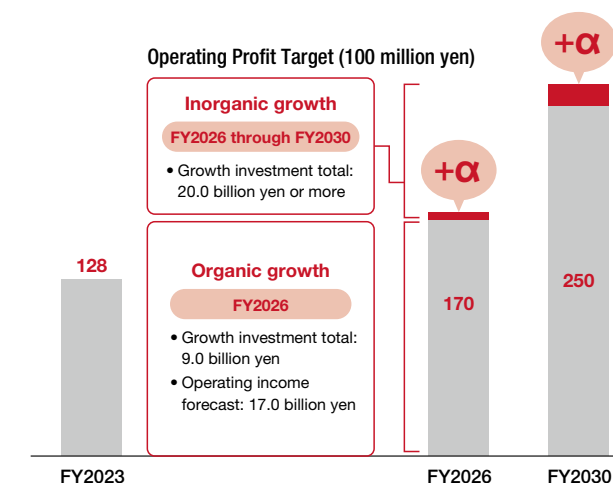 Operating Profit Target (100 million yen)
Inorganic growth
FY2026 through FY2030
• Growth investment total:
20.0 billion yen or more
Organic growth
FY2026
• Growth investment total:
9.0 billion yen
• Operating income
forecast: 17.0 billion yen
128
+α
170
+α
250
FY2023
FY2026
FY2030